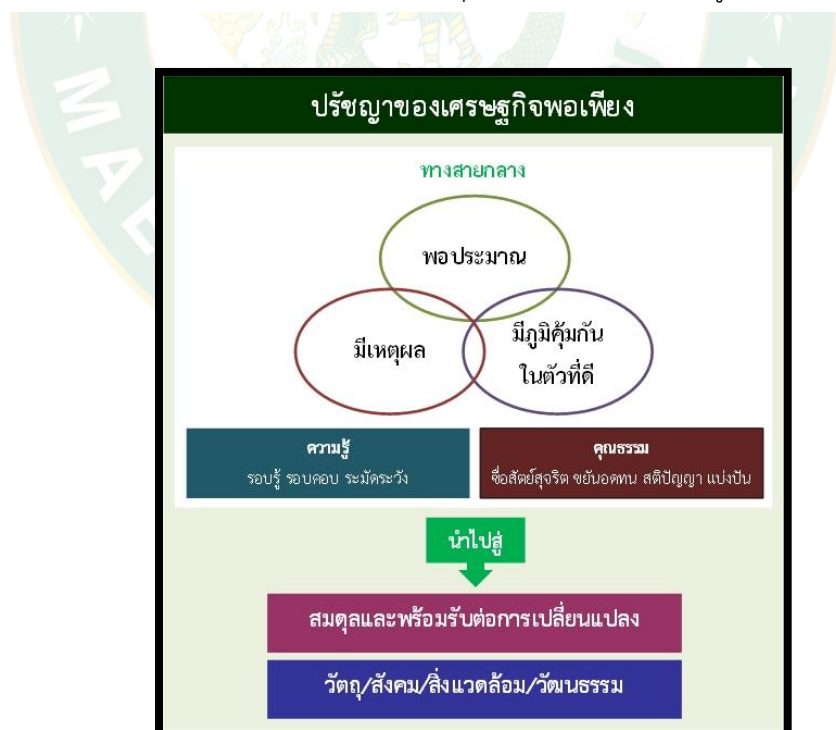 ปรัชญาของเศรษฐกิจพอเพียง
ทางสายกลาง
พอประมาณ
มีเหตุผล
มีภูมิคุ้มกัน
ในตัวที่ดี
ความรู้
รอบรู้ รอบคอบ ระมัดระวัง
คุณธรรม
ซื่อสัตย์สุจริต ขยันอดทน สติปัญญา แบ่งปัน
นำไปสู่
สมดุลและพร้อมรับต่อการเปลี่ยนแปลง
วัตถุ/สังคม/สิ่งแวดล้อม/วัฒนธรรม